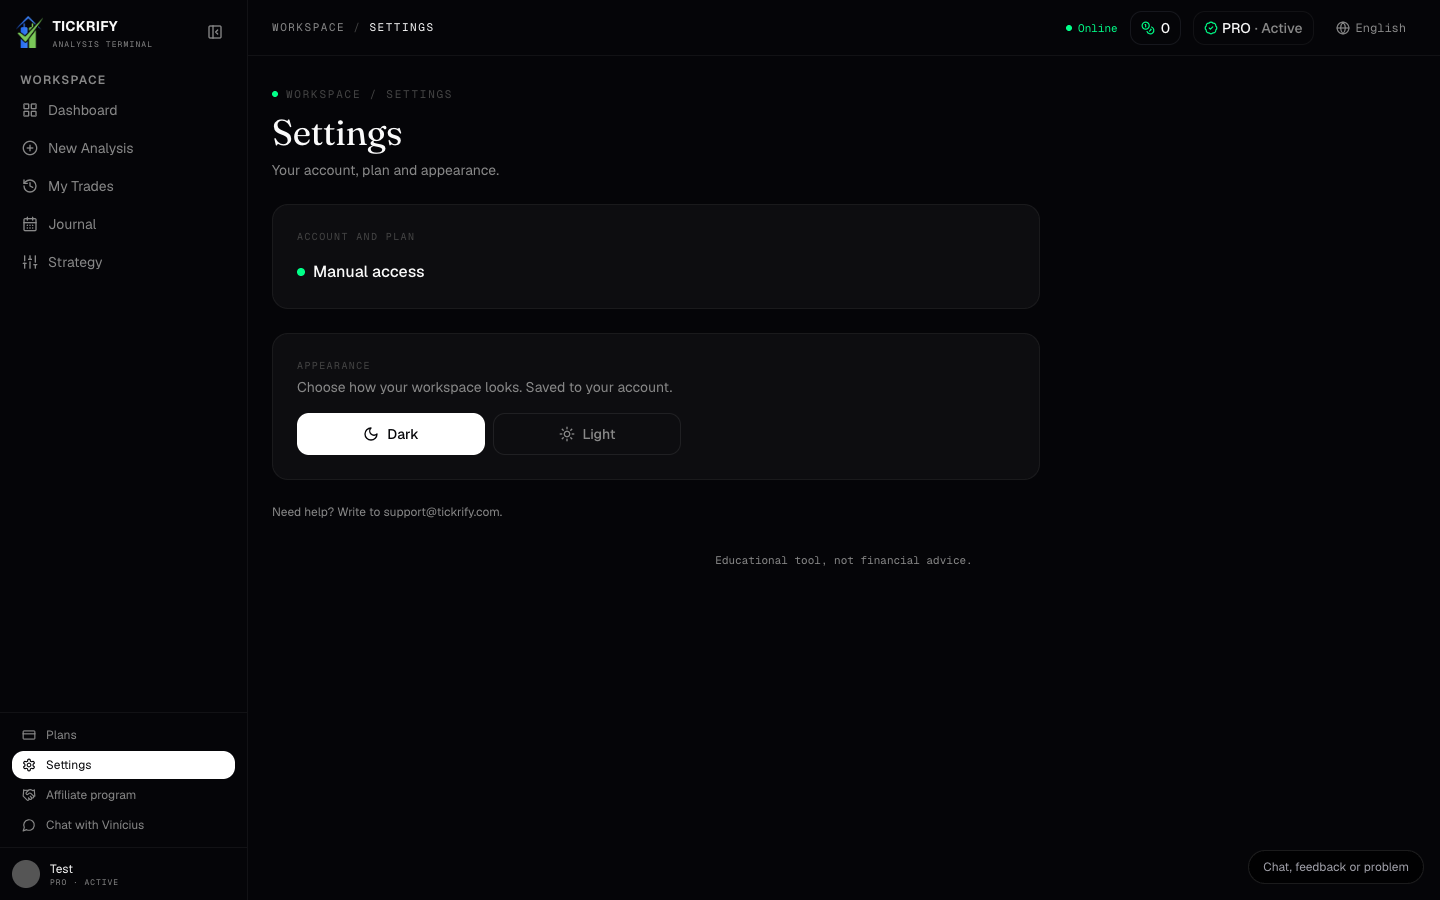 TICKRIFY
ANALYSIS TERMINAL
WORKSPACE
Dashboard
New Analysis
My Trades
Journal
Strategy
Plans
Settings
Affiliate program
Chat with Vinícius
Test
PRO · ACTIVE
WORKSPACE / SETTINGS
Online
0
PRO · Active
English
WORKSPACE / SETTINGS
Settings
Your account, plan and appearance.
ACCOUNT AND PLAN
Manual access
APPEARANCE
Choose how your workspace looks. Saved to your account.
Dark
Light
Need help? Write to support@tickrify.com.
Educational tool, not financial advice.
Chat, feedback or problem